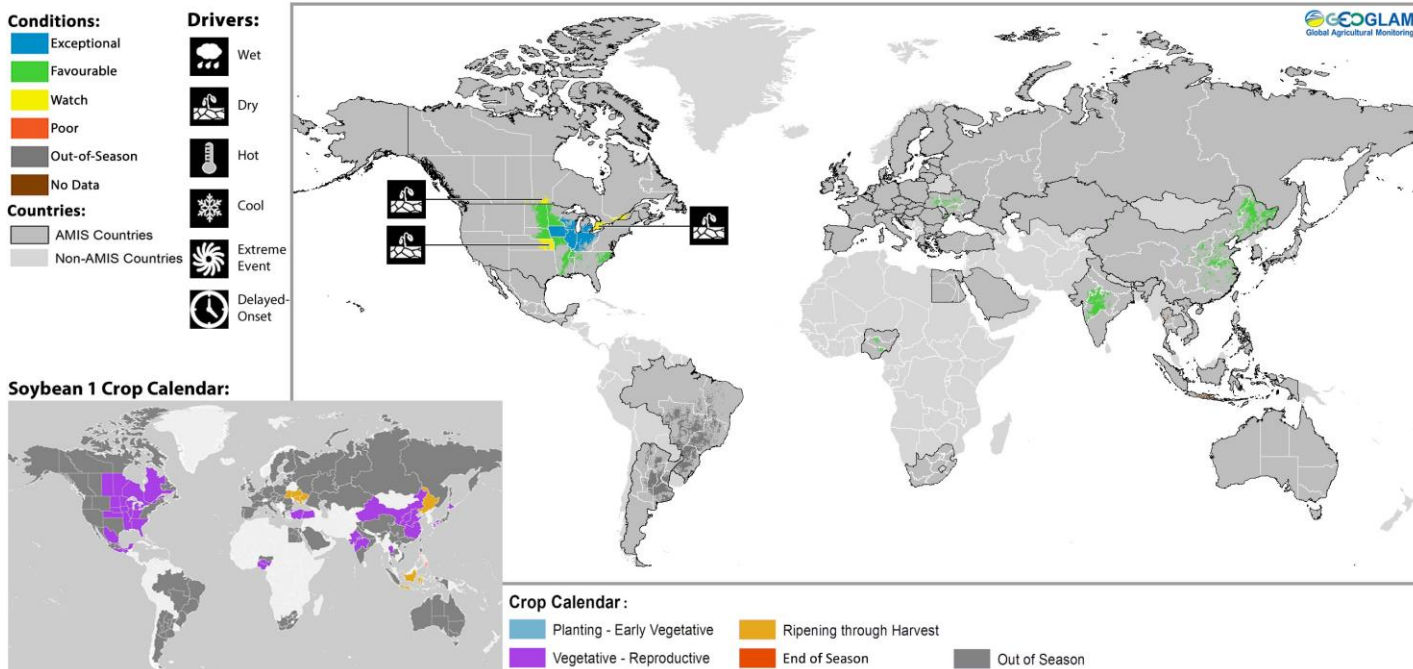 Conditions:
Exceptional
Favourable
Watch
Poor
Out-of-Season
No Data
Countries:
AMIS Countries
Non-AMIS Countries
Drivers:
Wet
Dry
Hot
Cool
Extreme
Event
Delayed-
Onset
GEOGLAM
Global Agricultural Monitoring
Soybean 1 Crop Calendar:
Crop Calendar :
Planting - Early Vegetative
Ripening through Harvest
Vegetative - Reproductive
End of Season
Out of Season